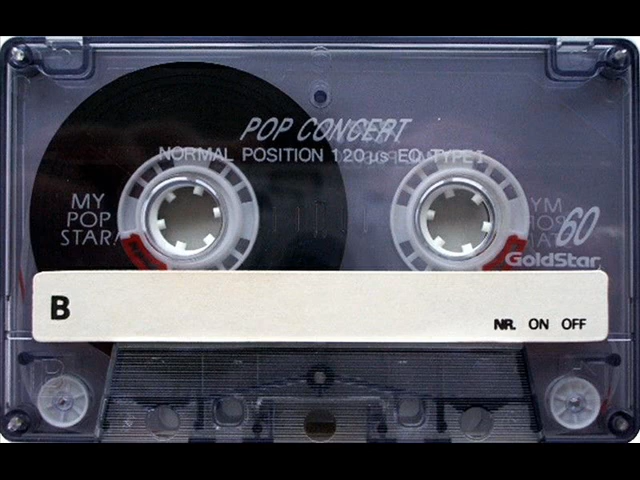 POP CONCERT
NORMAL POSITION 120μs EQ TYPE I
MY
POP
STAR!
60
GoldStar
B
NR. ON OFF